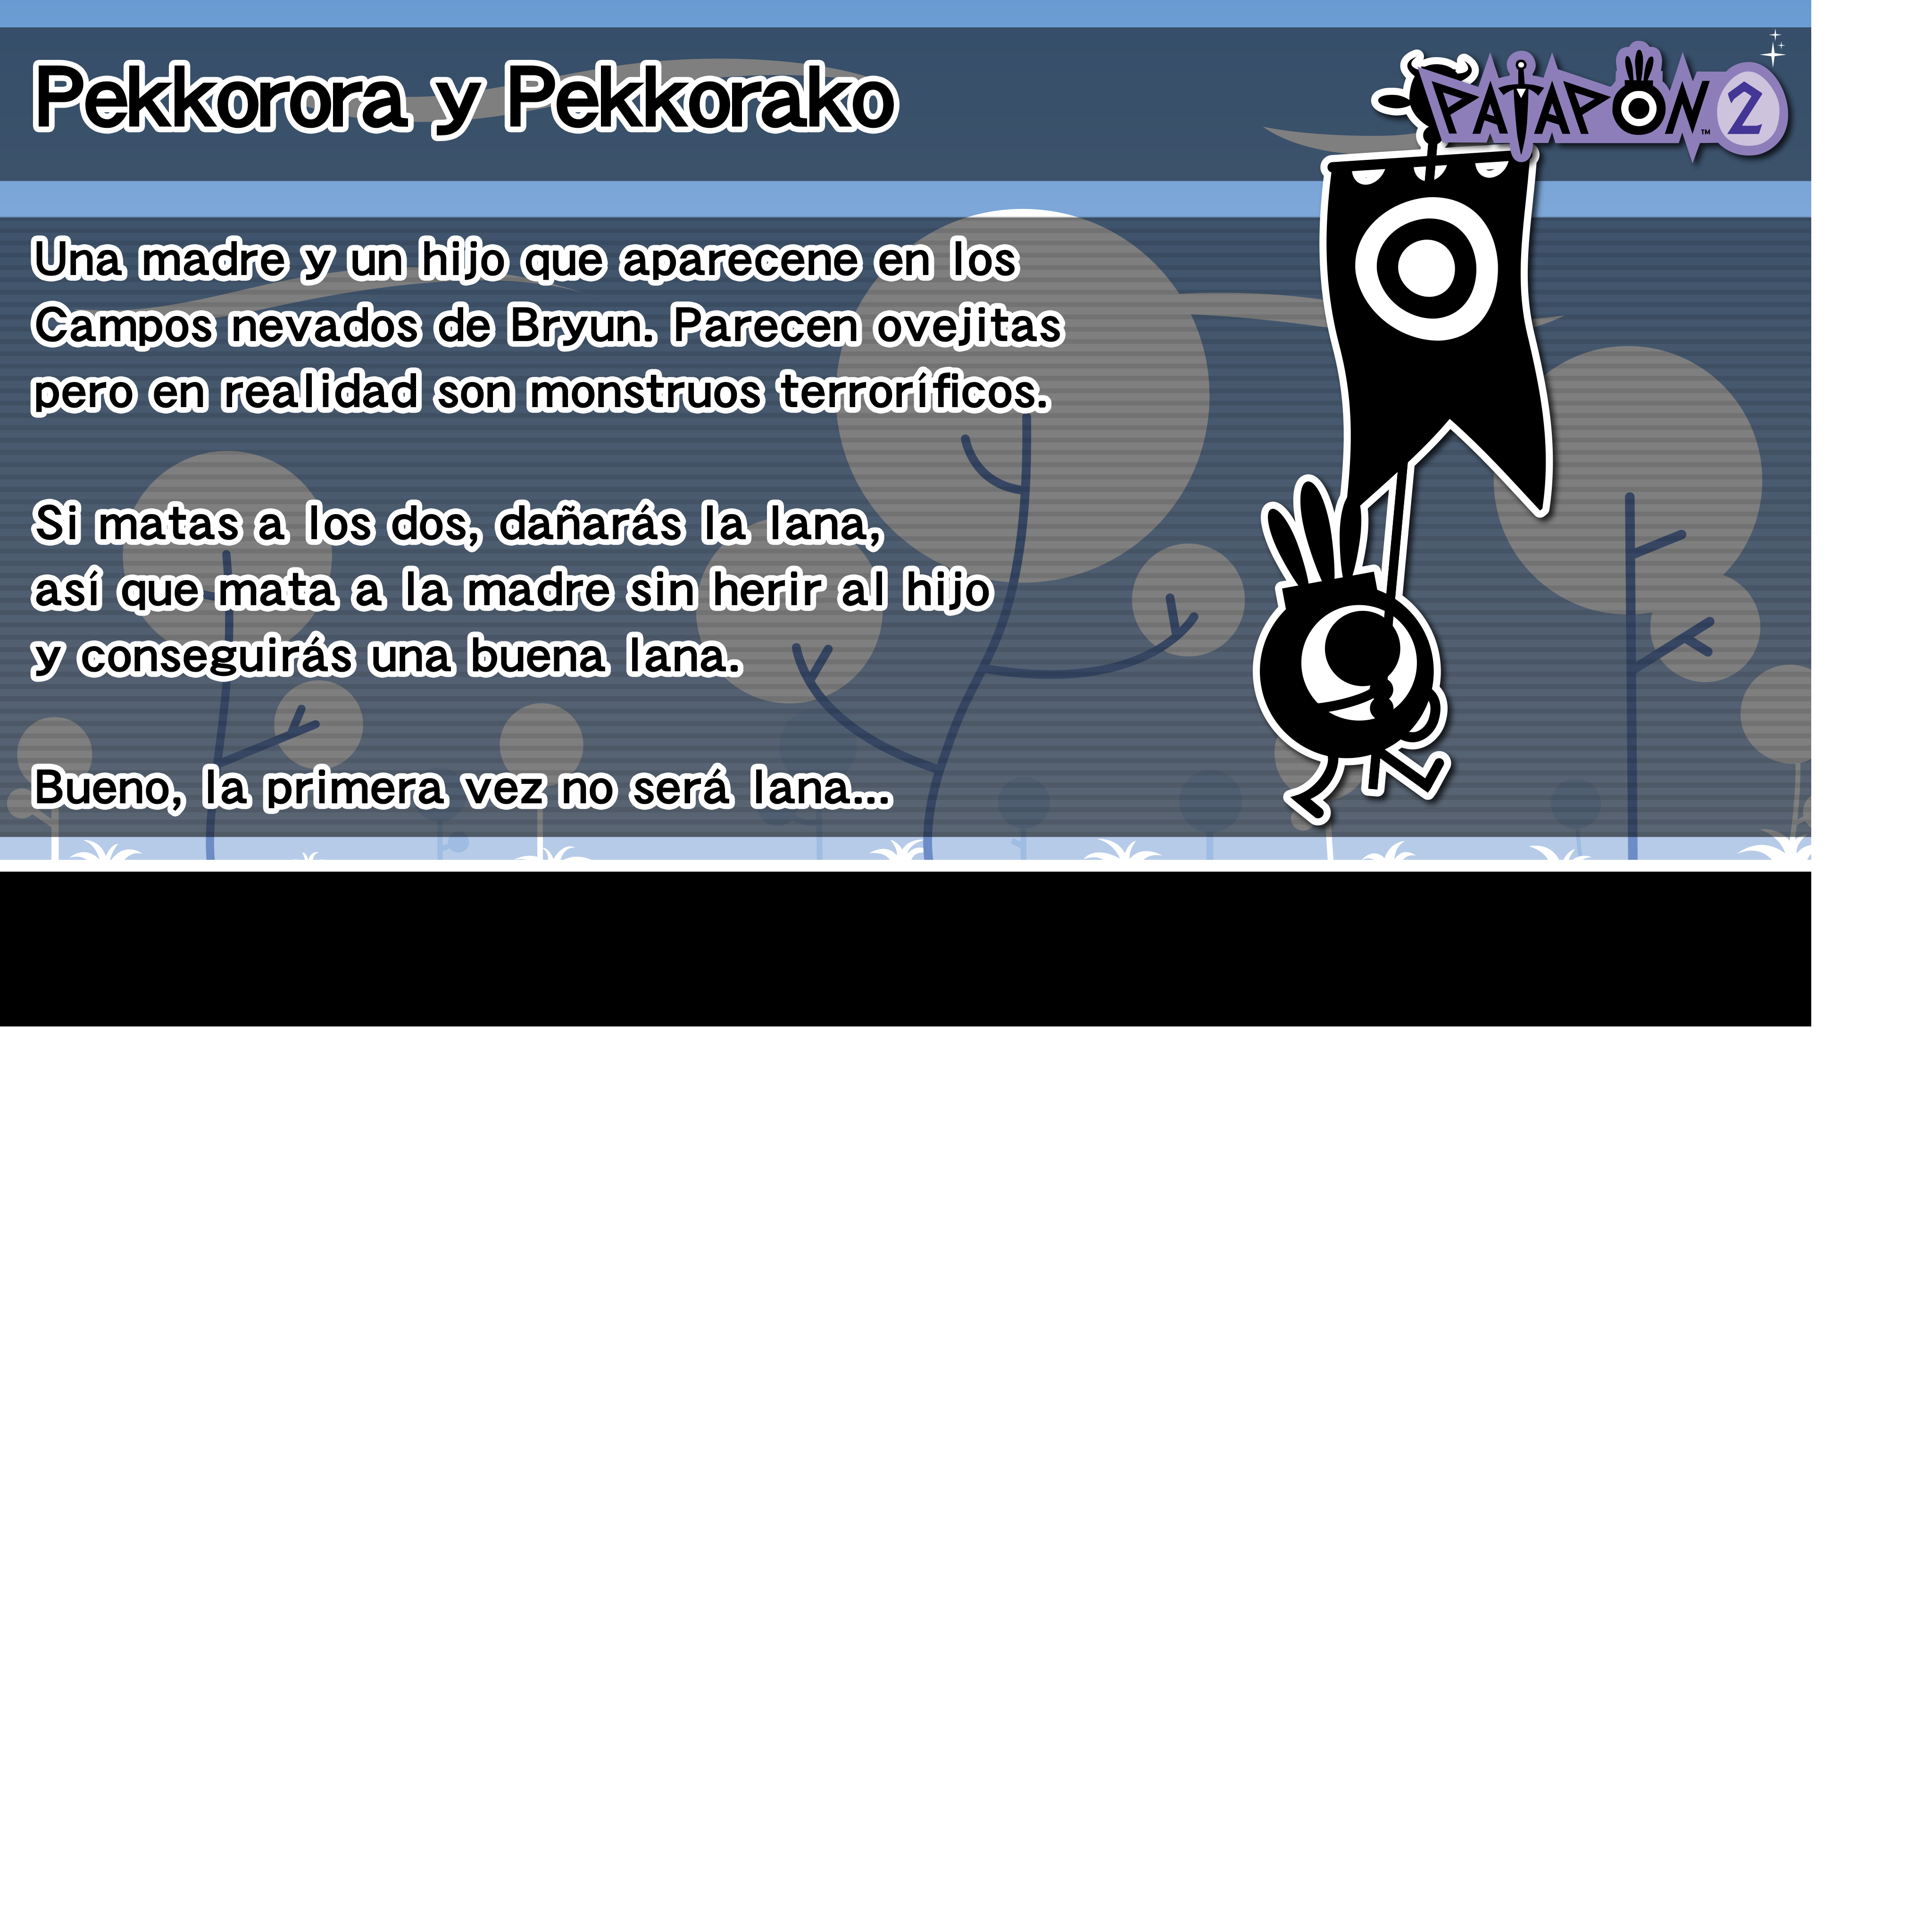 Pekkorora y Pekkorako
PATAPON™ 2
Una madre y un hijo que aparecene en los
Campos nevados de Bryun. Parecen ovejitas
pero en realidad son monstruos terroríficos.
Si matas a los dos, dañarás la lana,
así que mata a la madre sin herir al hijo
y conseguirás una buena lana.
Bueno, la primera vez no será lana...